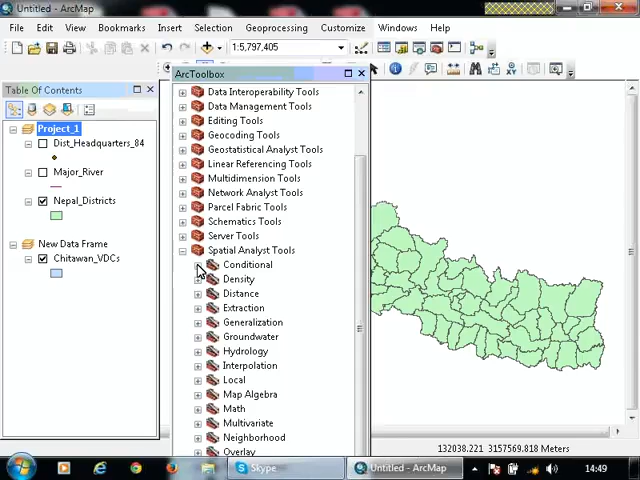 Untitled - ArcMap
File Edit View Bookmarks Insert Selection Geoprocessing Customize Windows Help
1:5,797,405
ArcToolbox
Table Of Contents
Project_1
Dist_Headquarters_84
Major_River
Nepal_Districts
New Data Frame
Chitawan_VDCs
Data Interoperability Tools
Data Management Tools
Editing Tools
Geocoding Tools
Geostatistical Analyst Tools
Linear Referencing Tools
Multidimension Tools
Network Analyst Tools
Parcel Fabric Tools
Schematics Tools
Server Tools
Spatial Analyst Tools
Conditional
Density
Distance
Extraction
Generalization
Groundwater
Hydrology
Interpolation
Local
Map Algebra
Math
Multivariate
Neighborhood
Overlay
132038.221 3157569.818 Meters
Skype
Untitled - ArcMap
14:49